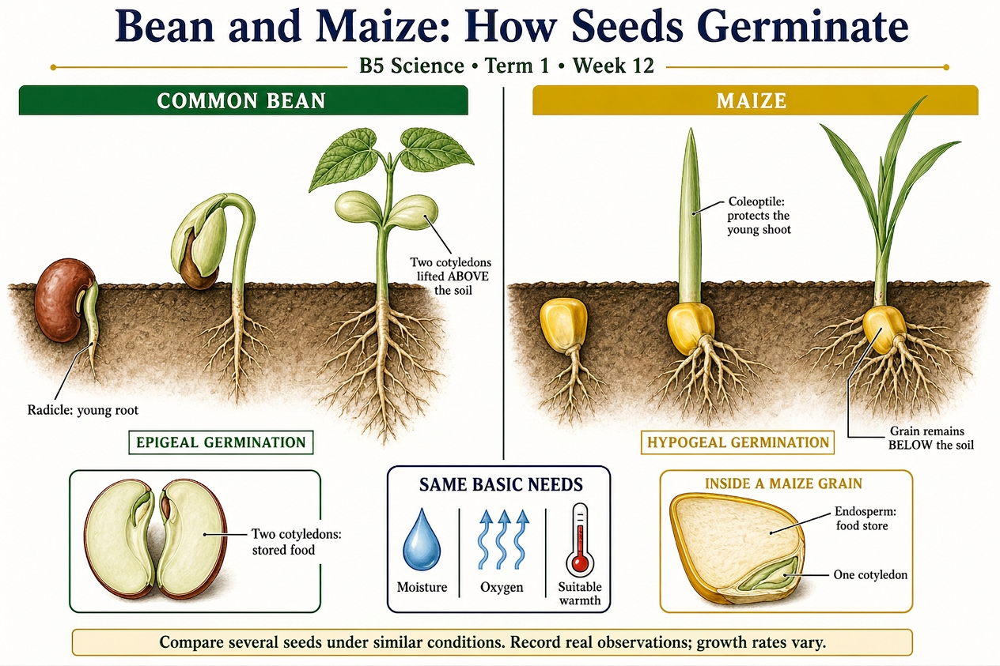 Bean and Maize: How Seeds Germinate
B5 Science • Term 1 • Week 12
COMMON BEAN
Two cotyledons
lifted ABOVE
the soil
Radicle: young root
EPIGEAL GERMINATION
Two cotyledons:
stored food
MAIZE
Coleoptile:
protects the
young shoot
Grain remains
BELOW the soil
HYPOGEAL GERMINATION
SAME BASIC NEEDS
Moisture
Oxygen
Suitable
warmth
INSIDE A MAIZE GRAIN
Endosperm:
food store
One cotyledon
Compare several seeds under similar conditions. Record real observations; growth rates vary.